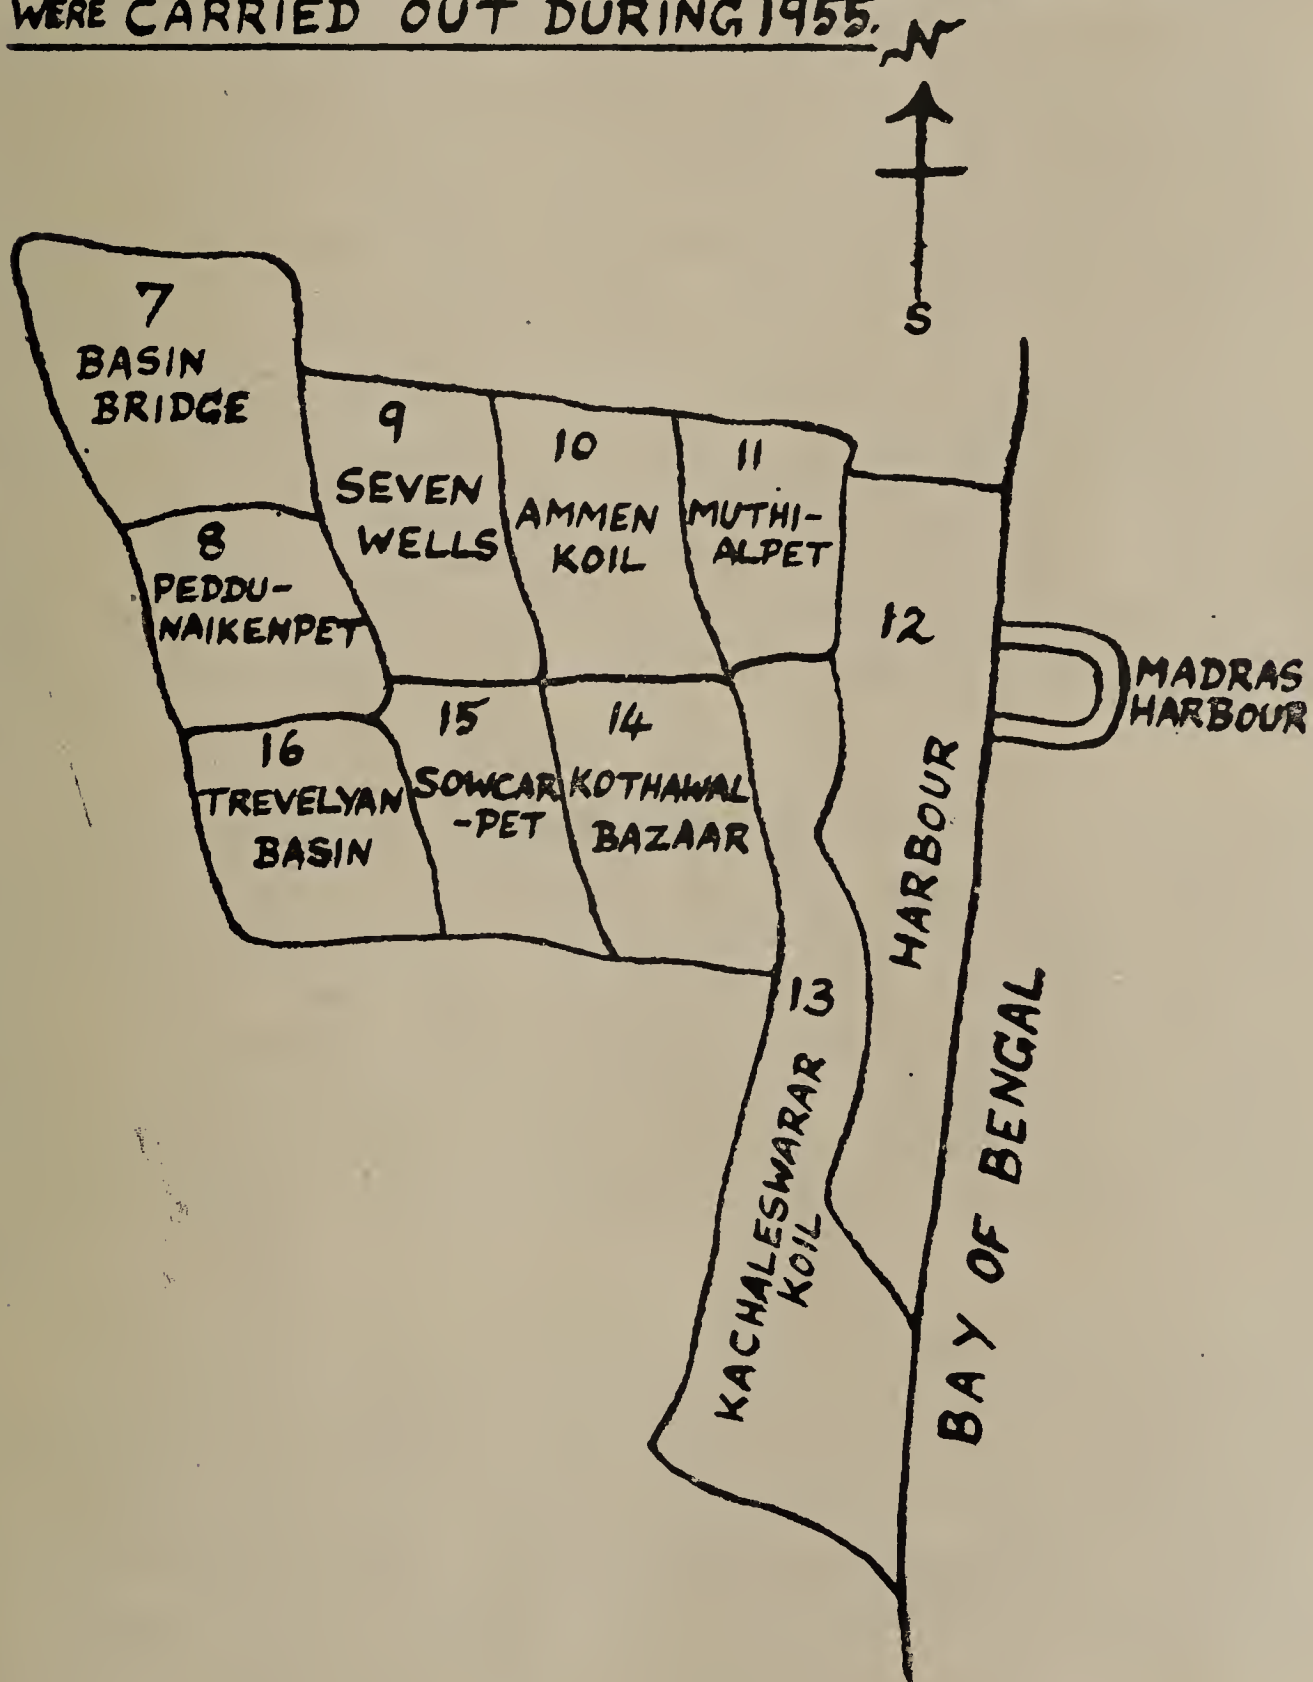 WERE CARRIED OUT DURING 1955.
N
S
7
BASIN
BRIDGE
9
SEVEN
WELLS
10
AMMEN
KOIL
11
MUTHI-
ALPET
8
PEDDU-
NAIKENPET
12
HARBOUR
MADRAS
HARBOUR
16
TREVELYAN
BASIN
15
SOWCAR
-PET
14
KOTHAWAL
BAZAAR
13
KACHALESWARAR
KOIL
BAY OF BENGAL